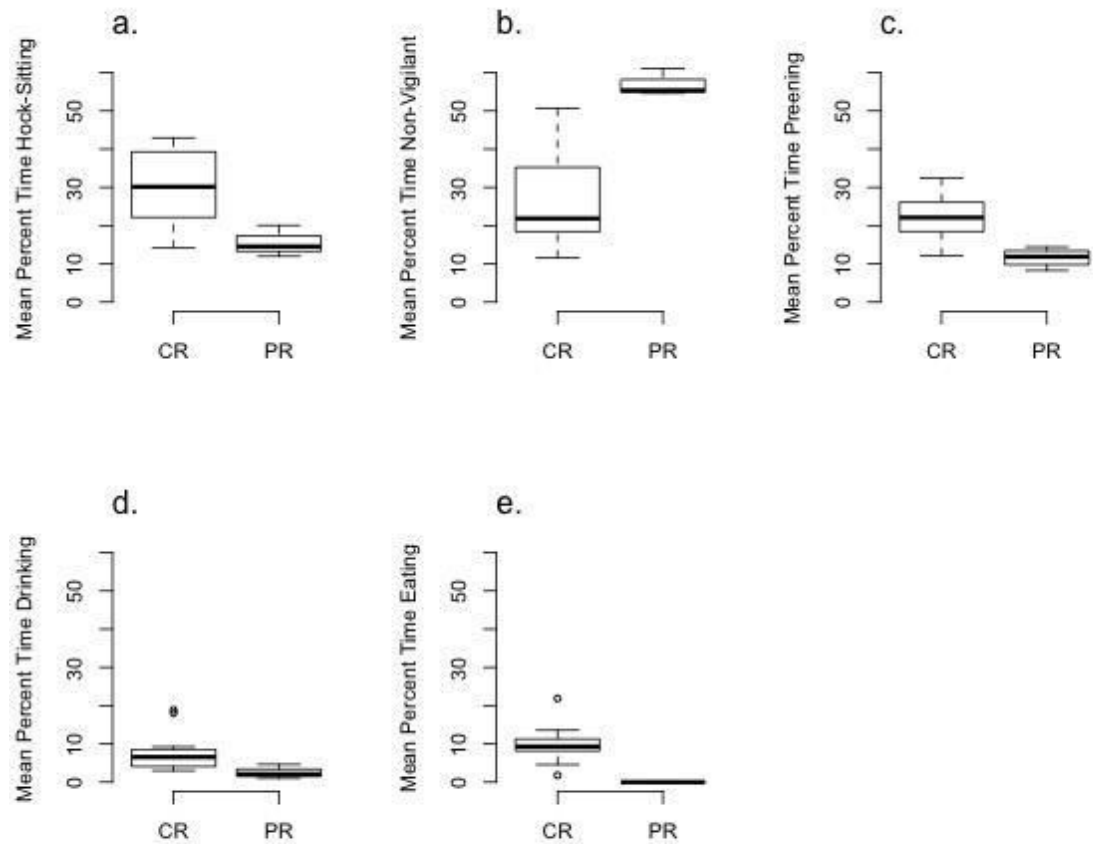 a.
Mean Percent Time Hook-Sitting
50
30
10
0
CR PR
b.
Mean Percent Time Non-Vigilant
50
30
10
0
CR PR
c.
Mean Percent Time Preening
50
30
10
0
CR PR
d.
Mean Percent Time Drinking
50
30
10
0
CR PR
e.
Mean Percent Time Eating
50
30
10
0
CR PR